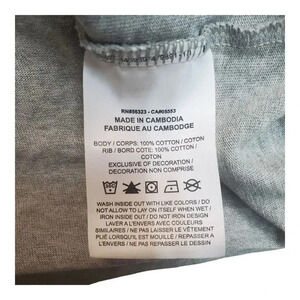 RN#56323 - CA#05553
MADE IN CAMBODIA
FABRIQUE AU CAMBODGE
BODY / CORPS: 100% COTTON / COTON
RIB / BORD COTE: 100% COTTON /
COTON
EXCLUSIVE OF DECORATION /
DECORATION NON COMPRISE
WASH INSIDE OUT WITH LIKE COLORS / DO
NOT ALLOW TO LAY ON ITSELF WHEN WET /
IRON INSIDE OUT / DO NOT IRON DESIGN
LAVER A L'ENVERS AVEC COULEURS
SIMILAIRES / NE PAS LAISSER LE VÊTEMENT
PLIÉ LORSQU'IL EST MOUILLÉ / REPASSER A
L'ENVERS / NE PAS REPASSER LE DESSIN